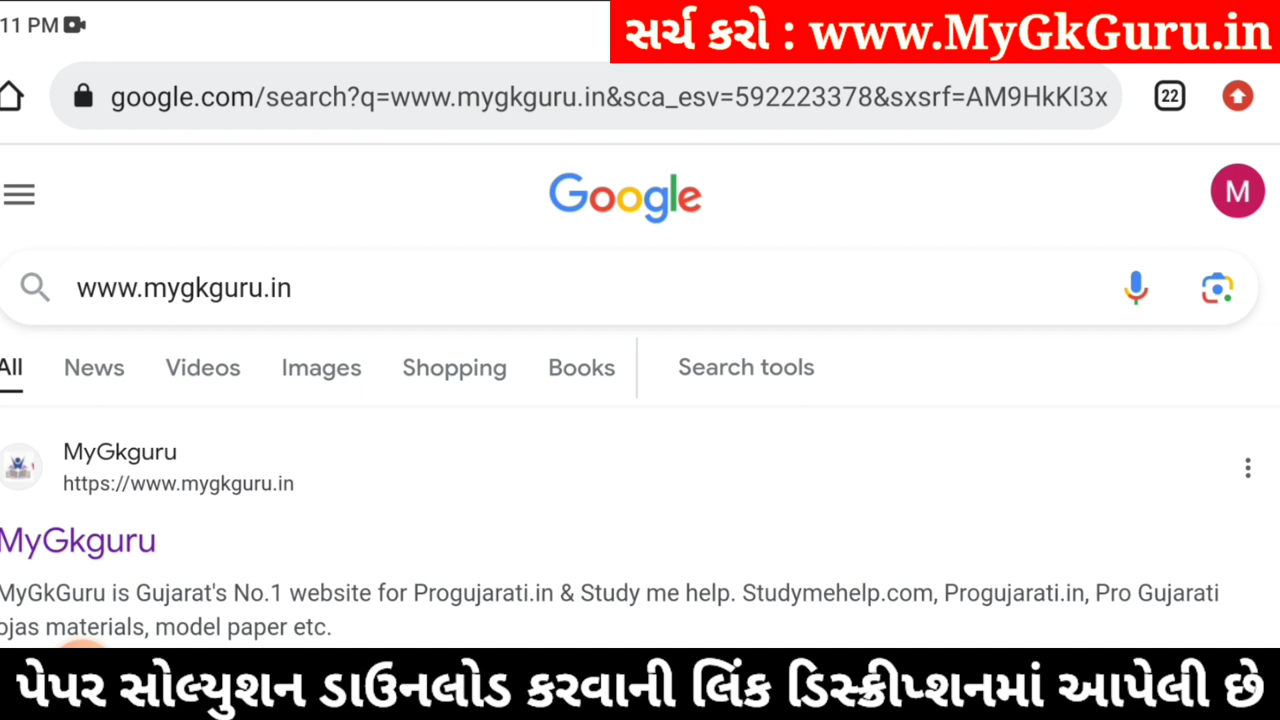 11 PM
સર્ચ કરો : www.MyGkGuru.in
google.com/search?q=www.mygkguru.in&sca_esv=592223378&sxsrf=AM9HkKl3x
22
Google
M
www.mygkguru.in
All News Videos Images Shopping Books Search tools
MyGkguru
https://www.mygkguru.in
MyGkguru
MyGkGuru is Gujarat's No.1 website for Progujarati.in & Study me help. Studymehelp.com, Progujarati.in, Pro Gujarati
ojas materials, model paper etc.
પેપર સોલ્યુશન ડાઉનલોડ કરવાની લિંક ડિસ્ક્રીપ્શનમાં આપેલી છે